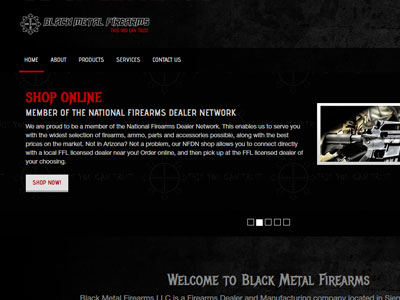 BLACK METAL FIREARMS
HOME
ABOUT
PRODUCTS
SERVICES
CONTACT US
SHOP ONLINE
MEMBER OF THE NATIONAL FIREARMS DEALER NETWORK
We are proud to be a member of the National Firearms Dealer Network. This enables us to serve you
with the widest selection of firearms, ammo, parts and accessories possible, along with the best
prices on the market. Not in Arizona? Not a problem, our NFDN shop allows you to connect directly
with a local FFL licensed dealer near you! Order online, and then pick up at the FFL licensed dealer of
your choosing.
SHOP NOW!
Welcome to Black Metal Firearms
Black Metal Firearms LLC is a Firearms Dealer and Manufacturing company located in Sier